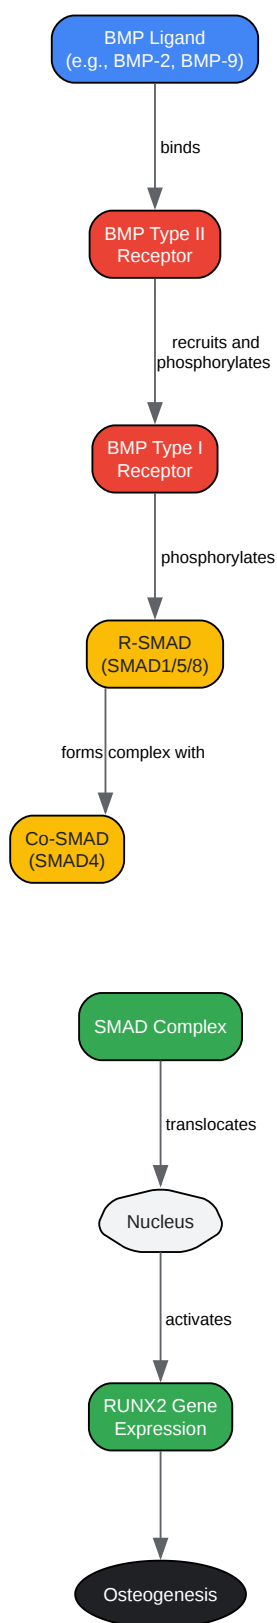 BMP Ligand
(e.g., BMP-2, BMP-9)
binds
BMP Type II
Receptor
recruits and
phosphorylates
BMP Type I
Receptor
phosphorylates
R-SMAD
(SMAD1/5/8)
forms complex with
Co-SMAD
(SMAD4)
SMAD Complex
translocates
Nucleus
activates
RUNX2 Gene
Expression
Osteogenesis